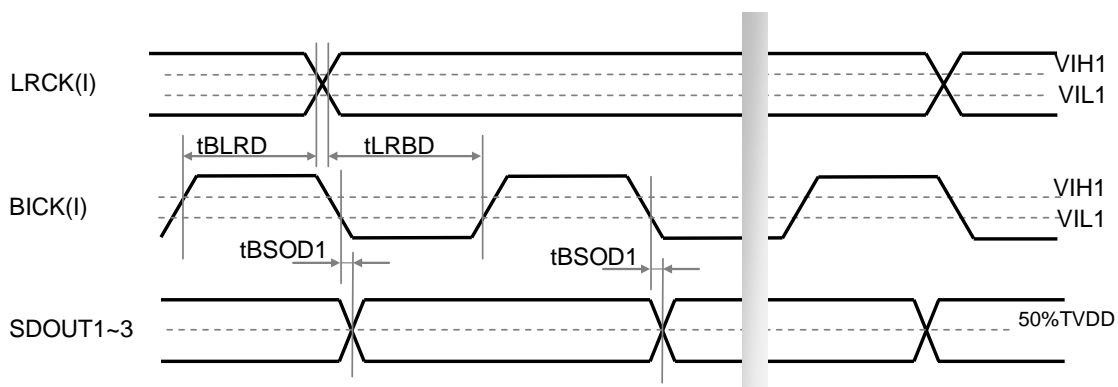 LRCK(I)
VIH1
VIL1
tBLRD
tLRBD
BICK(I)
VIH1
VIL1
tBSOD1
tBSOD1
SDOUT1~3
50%TVDD